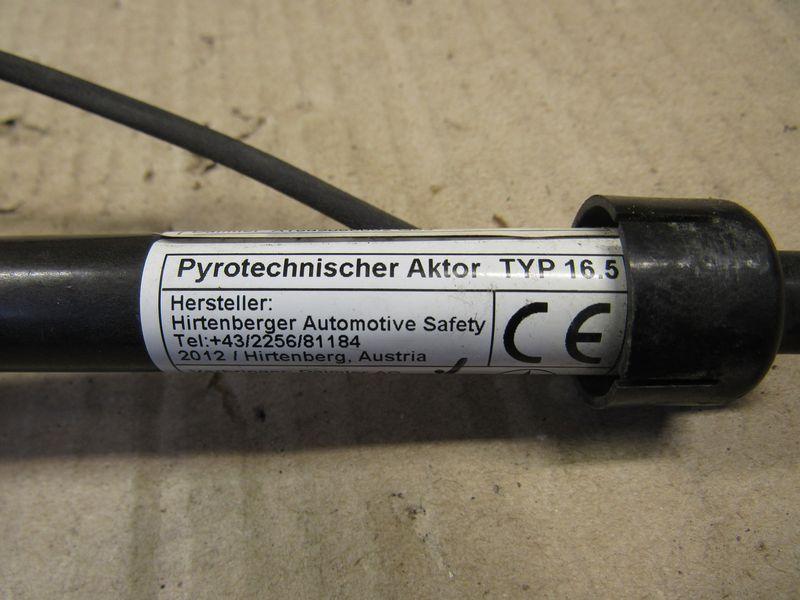 Pyrotechnischer Aktor TYP 16.5
Hersteller:
Hirtenberger Automotive Safety
Tel:+43/2256/81184
2012 / Hirtenberg, Austria
CE